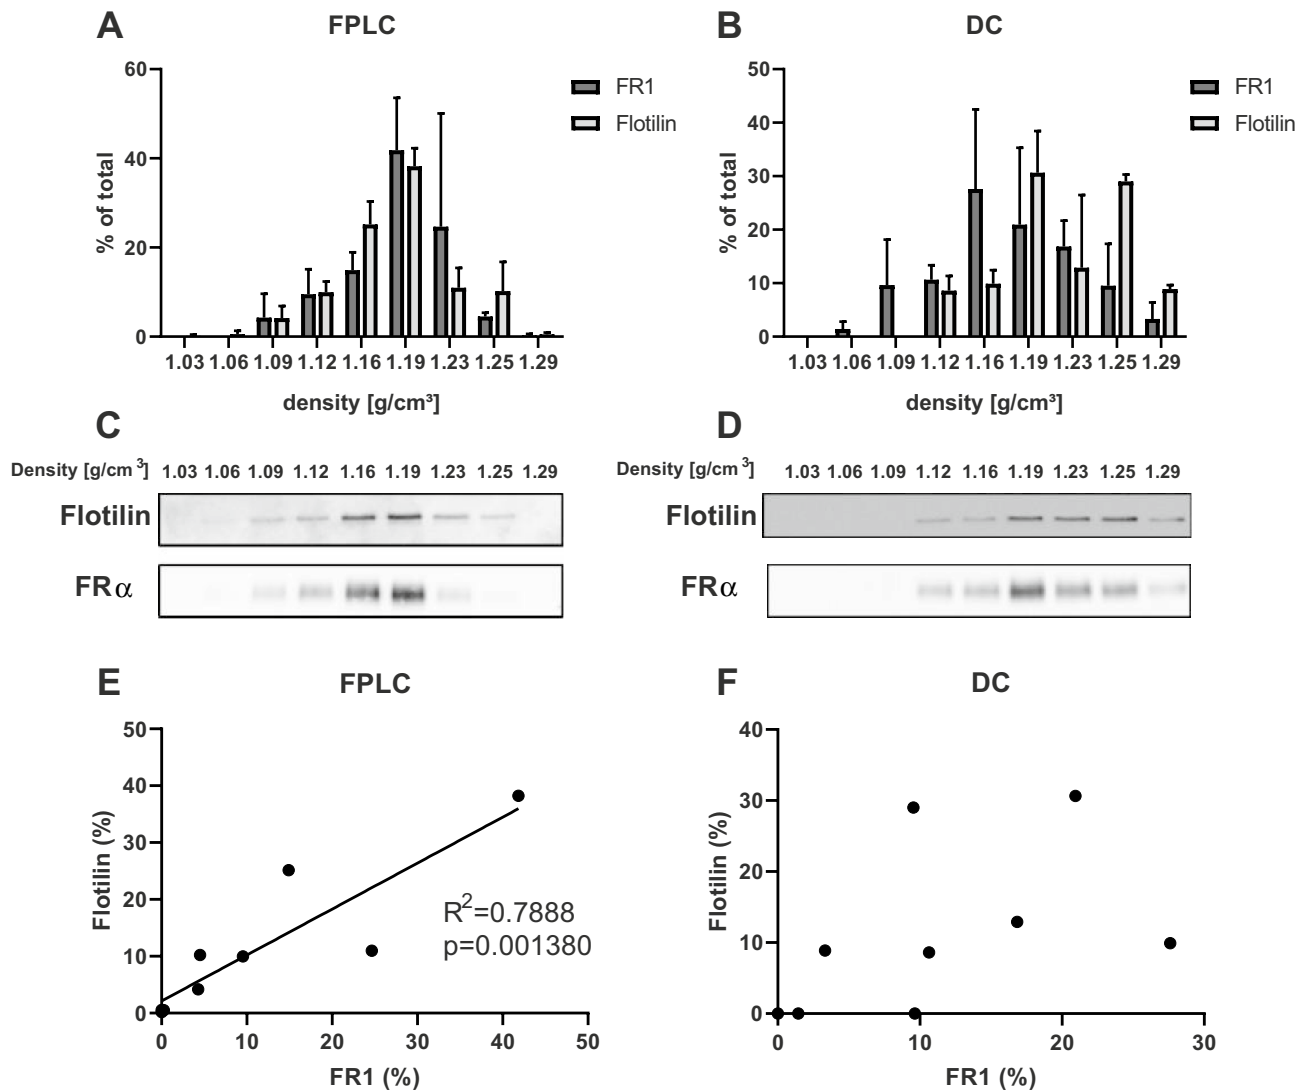 A
FPLC
60
40
20
0
% of total
FR1
Flotilin
1.03 1.06 1.09 1.12 1.16 1.19 1.23 1.25 1.29
density [g/cm³]
B
DC
50
40
30
20
10
0
% of total
FR1
Flotilin
1.03 1.06 1.09 1.12 1.16 1.19 1.23 1.25 1.29
density [g/cm³]
C
Density [g/cm³] 1.03 1.06 1.09 1.12 1.16 1.19 1.23 1.25 1.29
Flotilin
FRα
D
Density [g/cm³] 1.03 1.06 1.09 1.12 1.16 1.19 1.23 1.25 1.29
Flotilin
FRα
E
FPLC
50
40
30
20
10
0
Flotilin (%)
R²=0.7888
p=0.001380
0 10 20 30 40 50
FR1 (%)
F
DC
40
30
20
10
0
Flotilin (%)
0 10 20 30
FR1 (%)